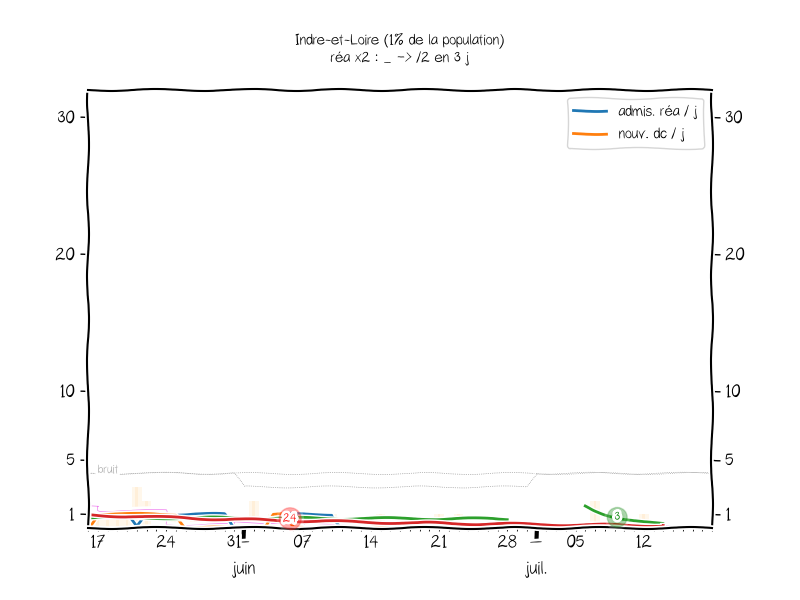 Indre-et-Loire (1% de la population)
réa x2 : _ -> /2 en 3 j
admis. réa / j
nouv. dc / j
30
30
20
20
10
10
5
5
bruit
1
1
24
3
17 24 31 07 14 21 28 05 12
juin juil.